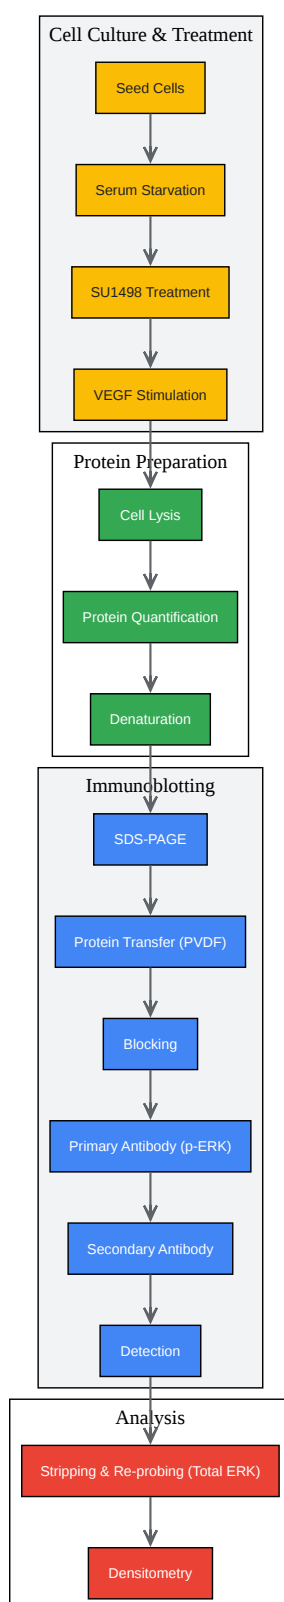 Cell Culture & Treatment
Seed Cells
Serum Starvation
SU1498 Treatment
VEGF Stimulation
Protein Preparation
Cell Lysis
Protein Quantification
Denaturation
Immunoblotting
SDS-PAGE
Protein Transfer (PVDF)
Blocking
Primary Antibody (p-ERK)
Secondary Antibody
Detection
Analysis
Stripping & Re-probing (Total ERK)
Densitometry